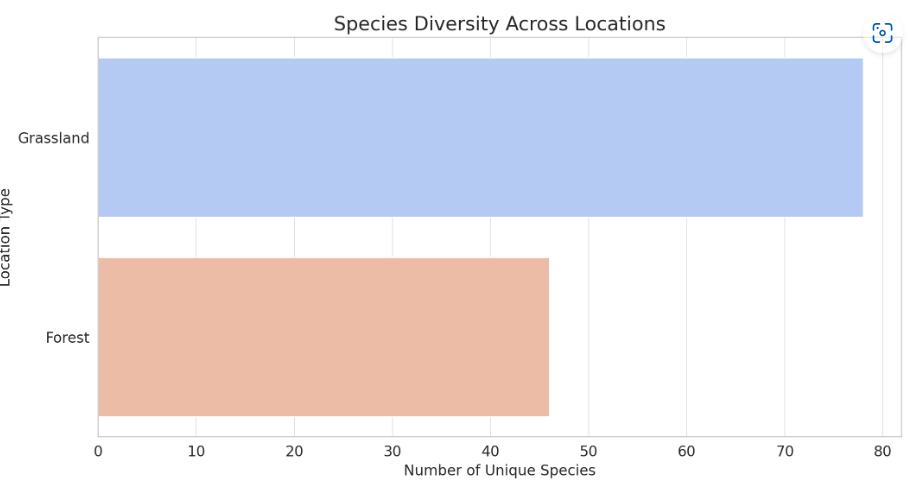 Species Diversity Across Locations
Grassland
Location Type
Forest
0 10 20 30 40 50 60 70 80
Number of Unique Species